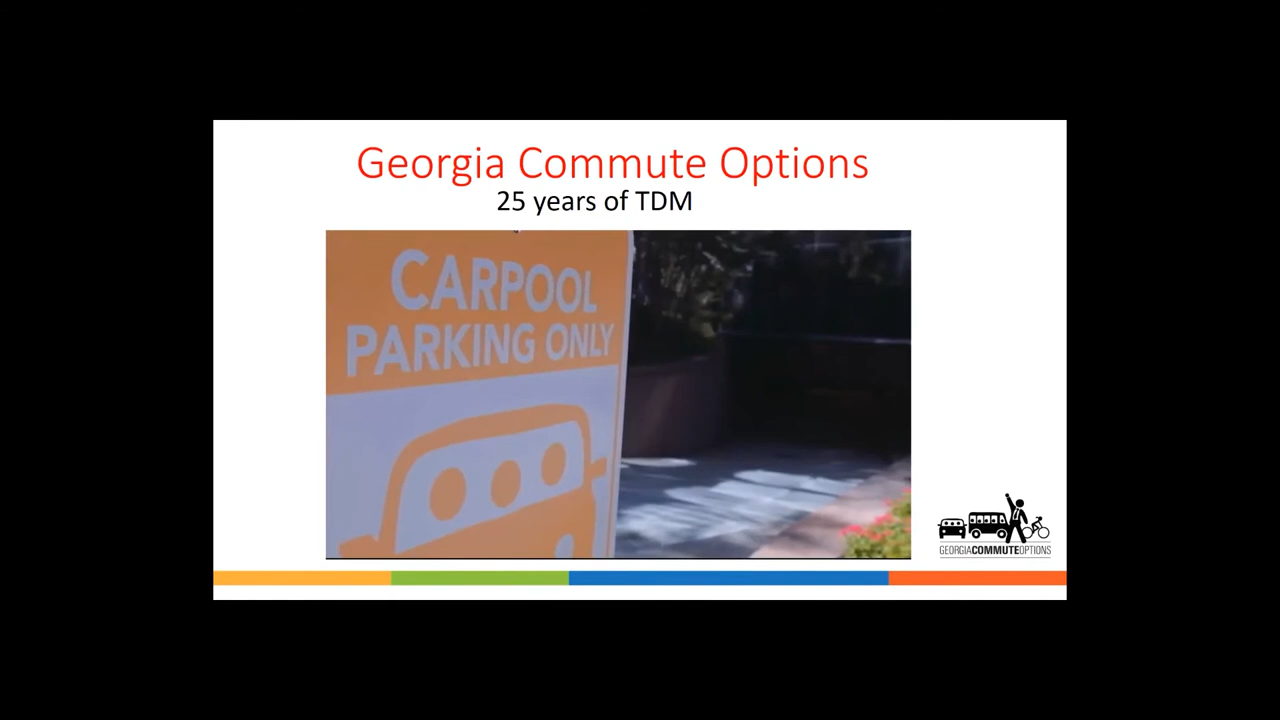 Georgia Commute Options
25 years of TDM
CARPOOL
PARKING ONLY
GEORGIACOMMUTEOPTIONS